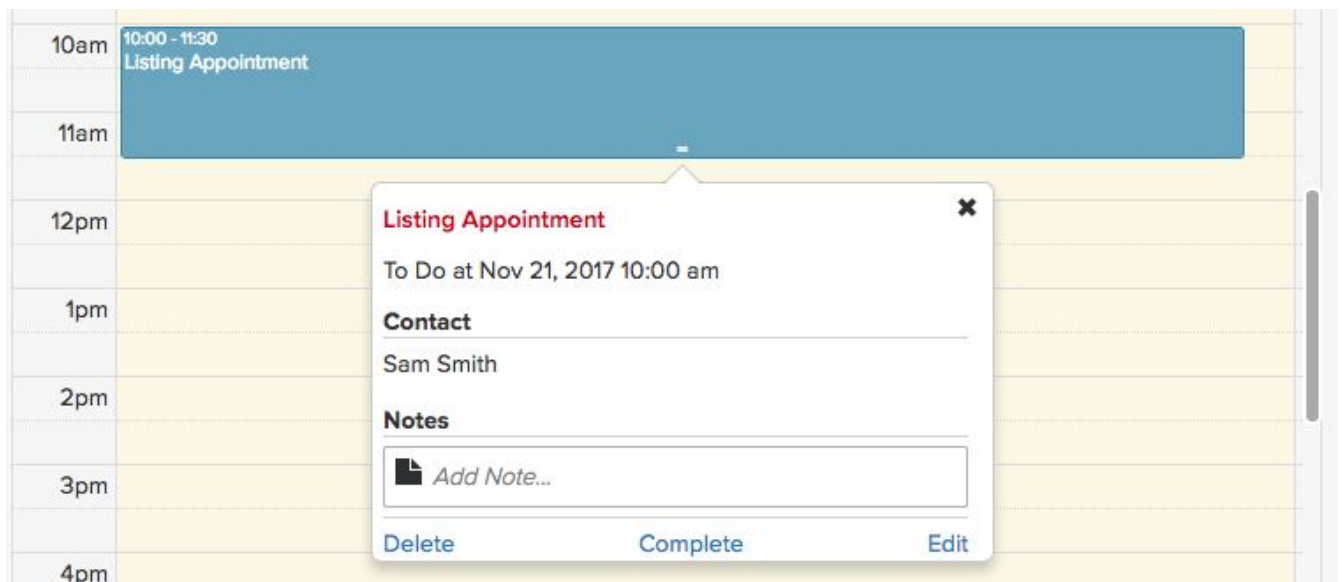 10am
10:00 - 11:30
Listing Appointment
11am
12pm
Listing Appointment
To Do at Nov 21, 2017 10:00 am
1pm
Contact
Sam Smith
2pm
Notes
Add Note...
3pm
Delete Complete Edit
4pm